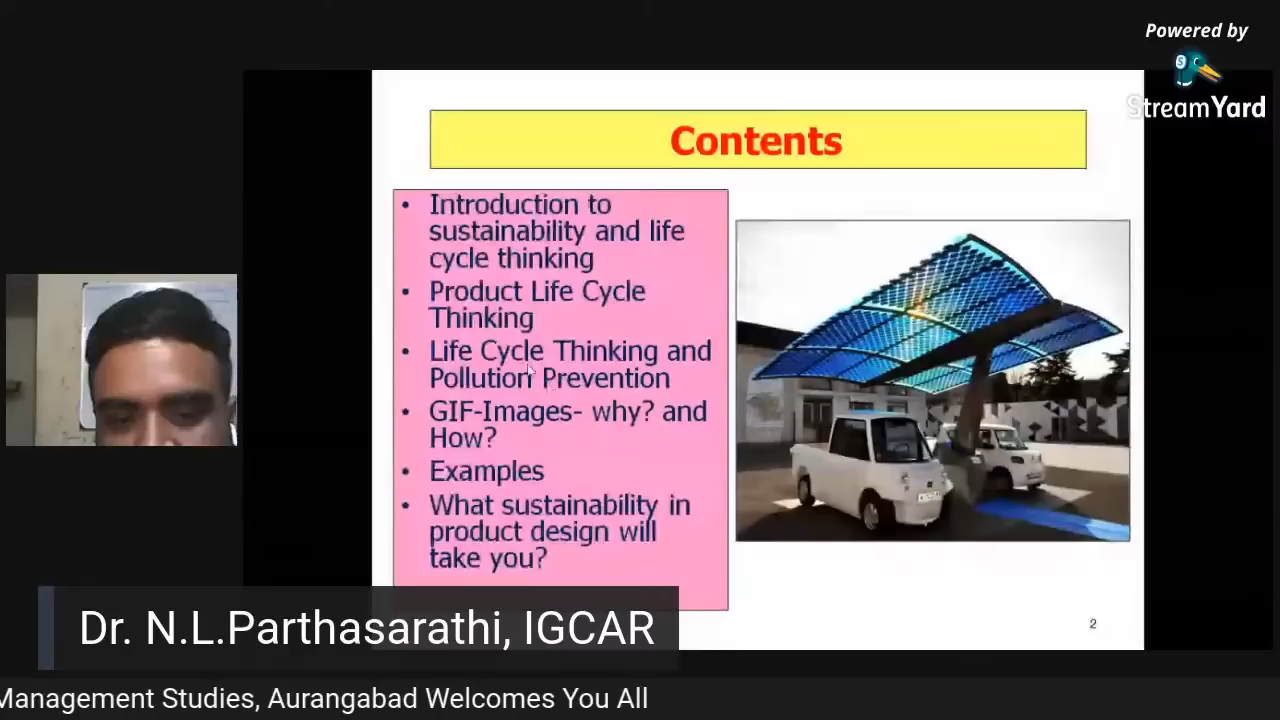 Powered by
StreamYard
Contents
• Introduction to
sustainability and life
cycle thinking
• Product Life Cycle
Thinking
• Life Cycle Thinking and
Pollution Prevention
• GIF-Images- why? and
How?
• Examples
• What sustainability in
product design will
take you?
Dr. N.L.Parthasarathi, IGCAR
2
Management Studies, Aurangabad Welcomes You All